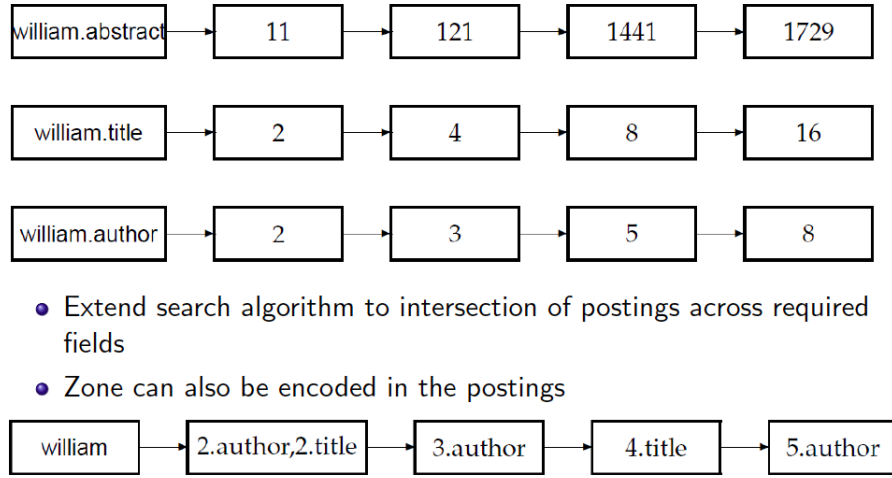 william.abstract 11 121 1441 1729
william.title 2 4 8 16
william.author 2 3 5 8
Extend search algorithm to intersection of postings across required
fields
Zone can also be encoded in the postings
william 2.author,2.title 3.author 4.title 5.author